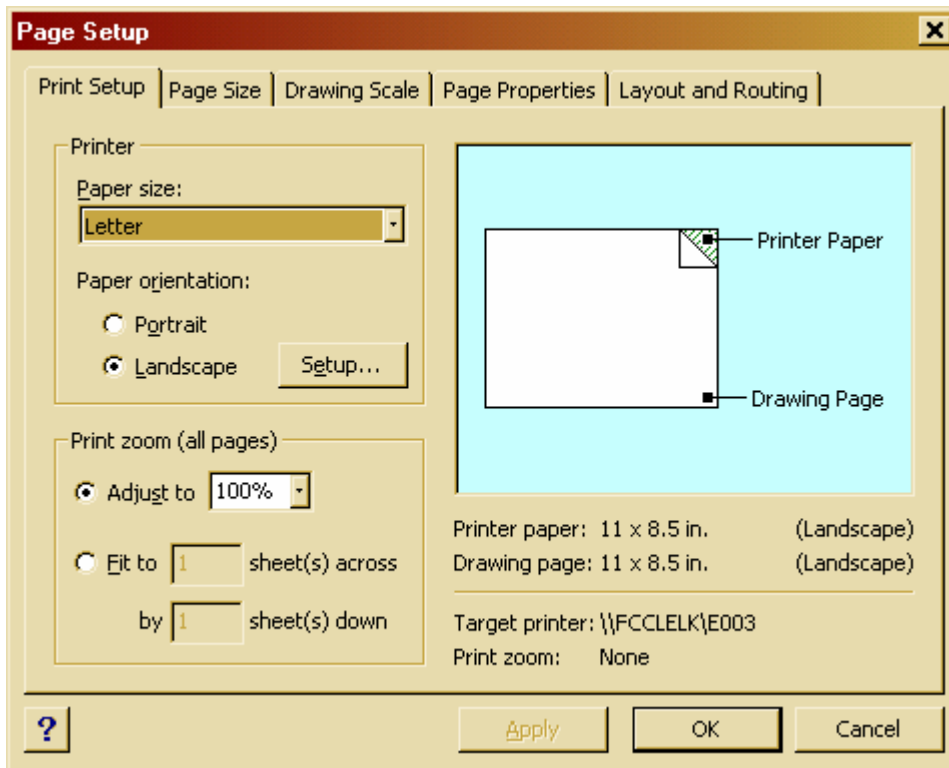 Page Setup
Print Setup Page Size Drawing Scale Page Properties Layout and Routing
Printer
Paper size:
Letter
Paper orientation:
Portrait
Landscape
Setup...
Print zoom (all pages)
Adjust to 100%
Fit to 1 sheet(s) across
by 1 sheet(s) down
Printer Paper
Drawing Page
Printer paper: 11 x 8.5 in. (Landscape)
Drawing page: 11 x 8.5 in. (Landscape)
Target printer: \\FCCLELK\E003
Print zoom: None
? Apply OK Cancel